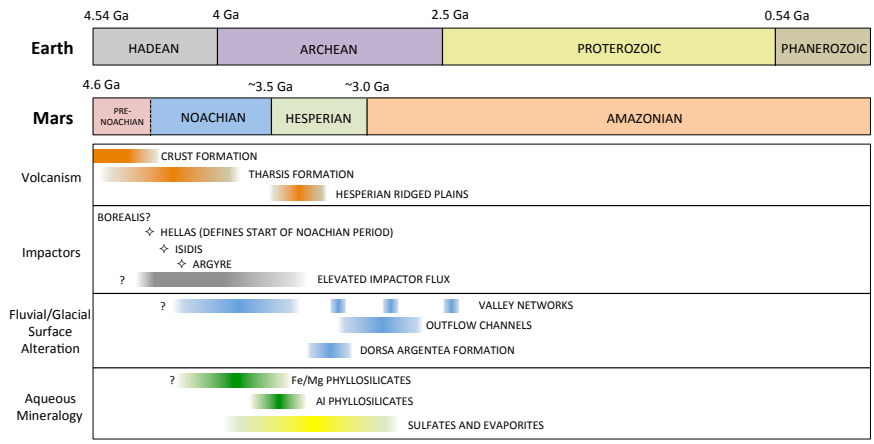 4.54 Ga 4 Ga 2.5 Ga 0.54 Ga
Earth HADEAN ARCHEAN PROTEROZOIC PHANEROZOIC
4.6 Ga ~3.5 Ga ~3.0 Ga
Mars PRE-
NOACHIAN NOACHIAN HESPERIAN AMAZONIAN
Volcanism
CRUST FORMATION
THARSIS FORMATION
HESPERIAN RIDGED PLAINS
Impactors
BOREALIS?
HELLAS (DEFINES START OF NOACHIAN PERIOD)
ISIDIS
ARGYRE
? ELEVATED IMPACTOR FLUX
Fluvial/Glacial
Surface
Alteration
? VALLEY NETWORKS
OUTFLOW CHANNELS
DORSA ARGENTEA FORMATION
Aqueous
Mineralogy
? Fe/Mg PHYLLOSILICATES
Al PHYLLOSILICATES
SULFATES AND EVAPORITES